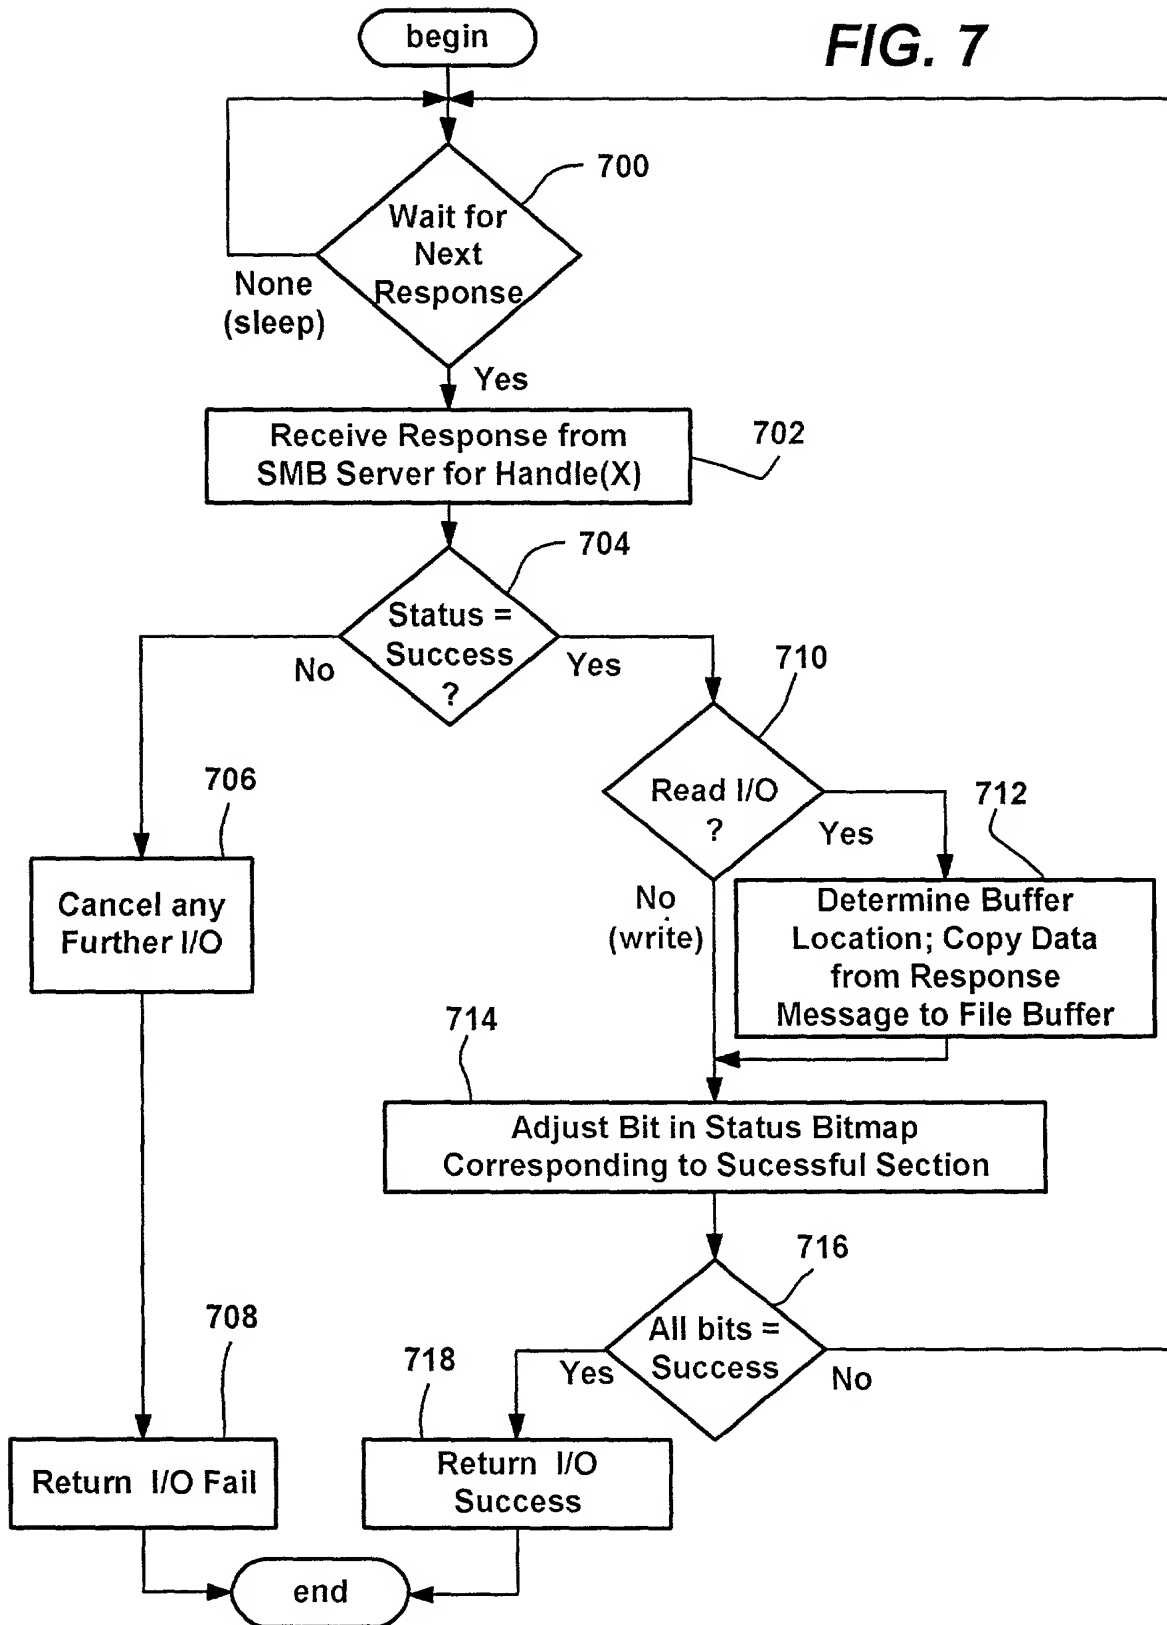 begin
FIG. 7
700
Wait for
Next
Response
None
(sleep)
Yes
702
Receive Response from
SMB Server for Handle(X)
704
Status =
Success
?
No
Yes
710
Read I/O
?
706
Cancel any
Further I/O
Yes
712
No
(write)
Determine Buffer
Location; Copy Data
from Response
Message to File Buffer
714
Adjust Bit in Status Bitmap
Corresponding to Sucessful Section
716
All bits =
Success
Yes
No
708
Return I/O Fail
718
Return I/O
Success
end